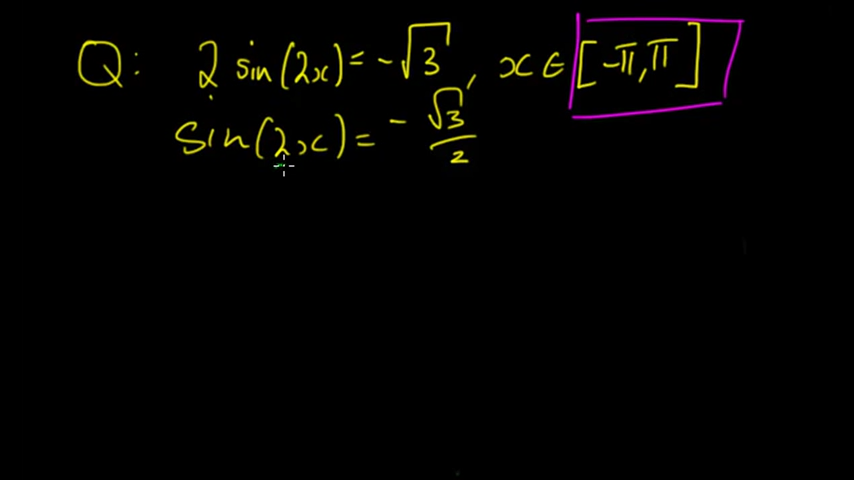 Q: 2 sin(2x) = -√3, x ∈ [-π, π]
sin(2x) = -√3/2